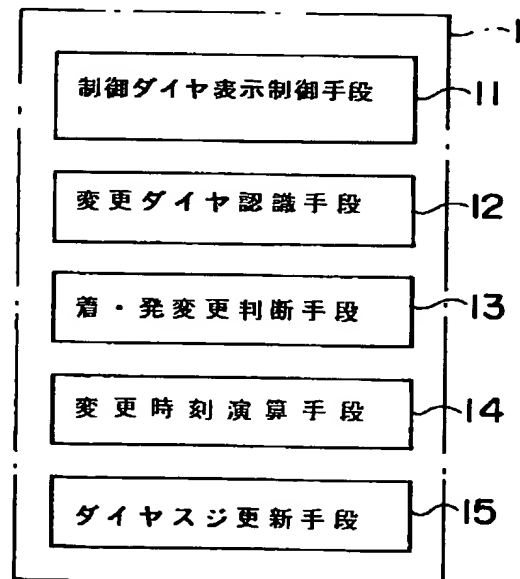 1
制御ダイヤ表示制御手段 11
変更ダイヤ認識手段 12
着・発変更判断手段 13
変更時刻演算手段 14
ダイヤスジ更新手段 15